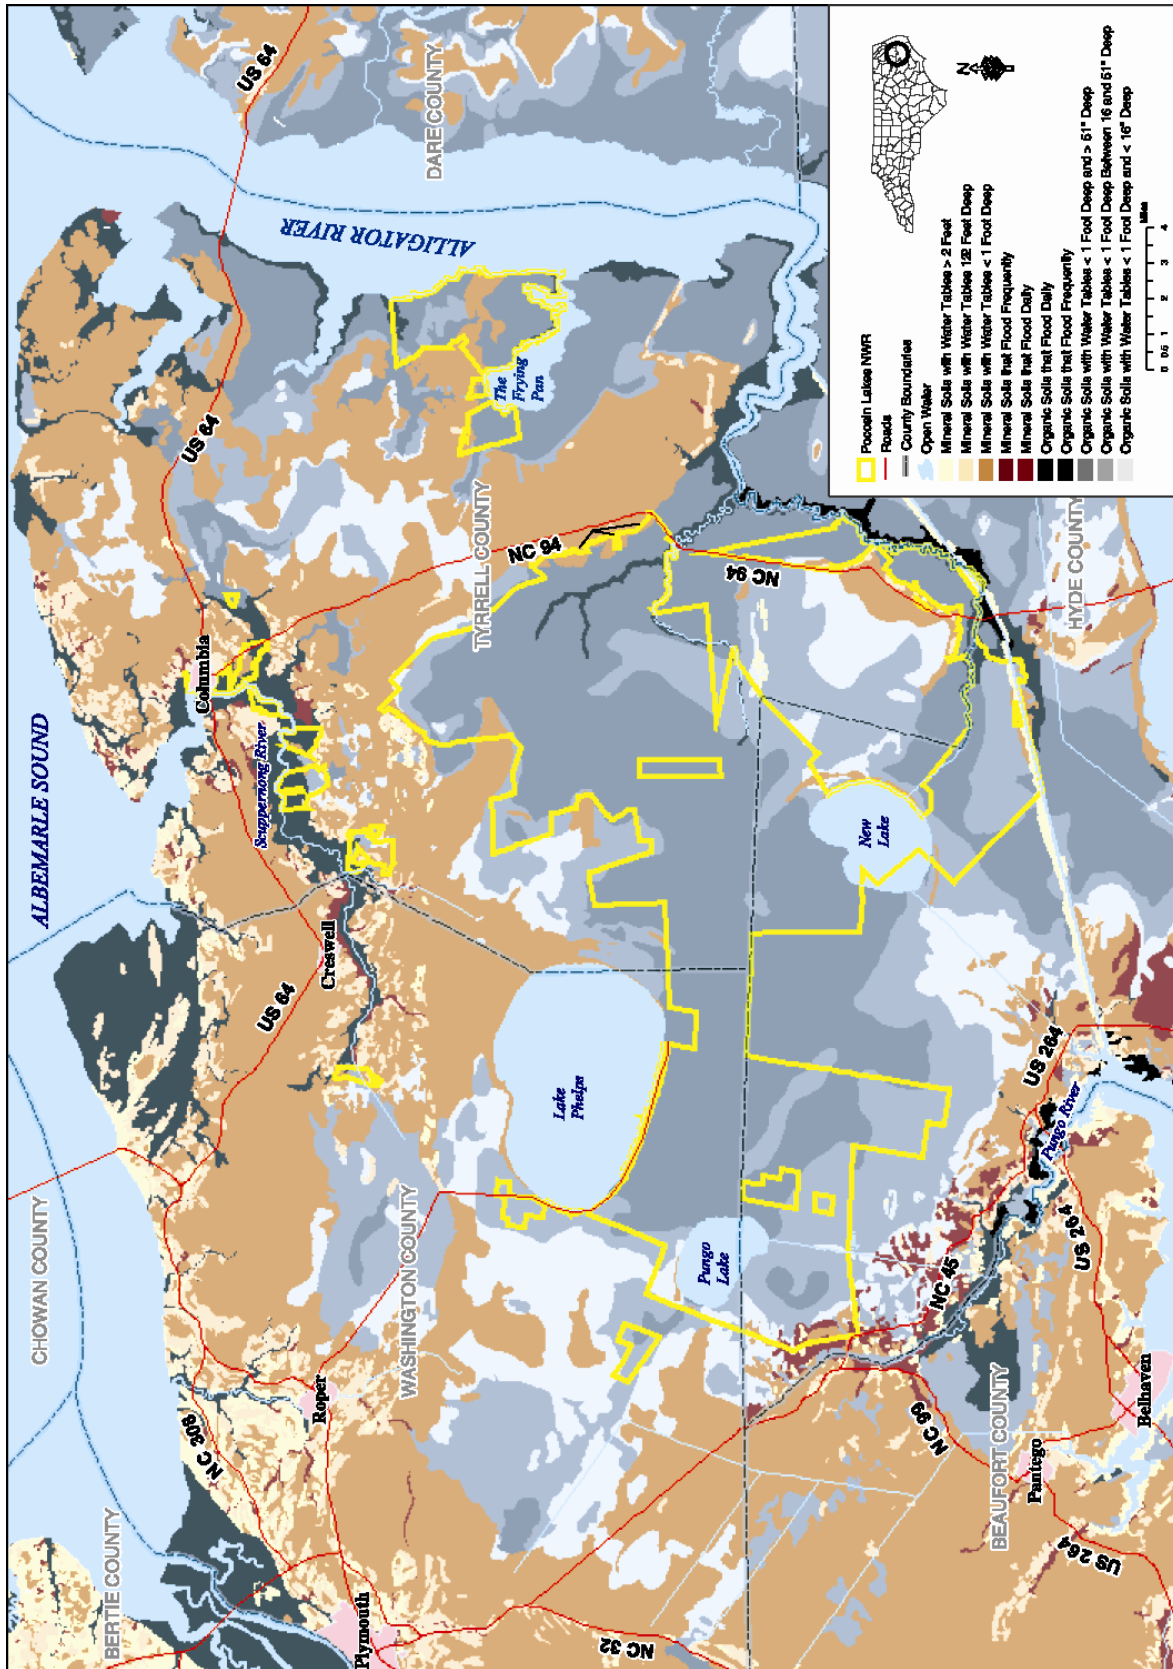 ALBEMARLE SOUND
CHOWAN COUNTY
BERTIE COUNTY
US 64
US 64
US 64
DARE COUNTY
ALLIGATOR RIVER
Columbia
Scuppernong River
Creswell
NC 308
Roper
Plymouth
WASHINGTON COUNTY
TYRRELL COUNTY
The
Frying
Pan
NC 94
NC 94
Lake
Phelps
NC 32
Pungo
Lake
New
Lake
HYDE COUNTY
NC 45
NC 99
US 264
Pungo River
US 264
BEAUFORT COUNTY
Pantego
Belhaven
US 264
N
Pocosin Lakes NWR
Roads
County Boundaries
Open Water
Mineral Soils with Water Tables > 2 Feet
Mineral Soils with Water Tables 122 Feet Deep
Mineral Soils with Water Tables < 1 Foot Deep
Mineral Soils that Flood Frequently
Mineral Soils that Flood Daily
Organic Soils that Flood Daily
Organic Soils that Flood Frequently
Organic Soils with Water Tables < 1 Foot Deep and > 51" Deep
Organic Soils with Water Tables < 1 Foot Deep Between 16 and 51" Deep
Organic Soils with Water Tables < 1 Foot Deep and < 16" Deep
Miles
0 0.5 1 2 3 4